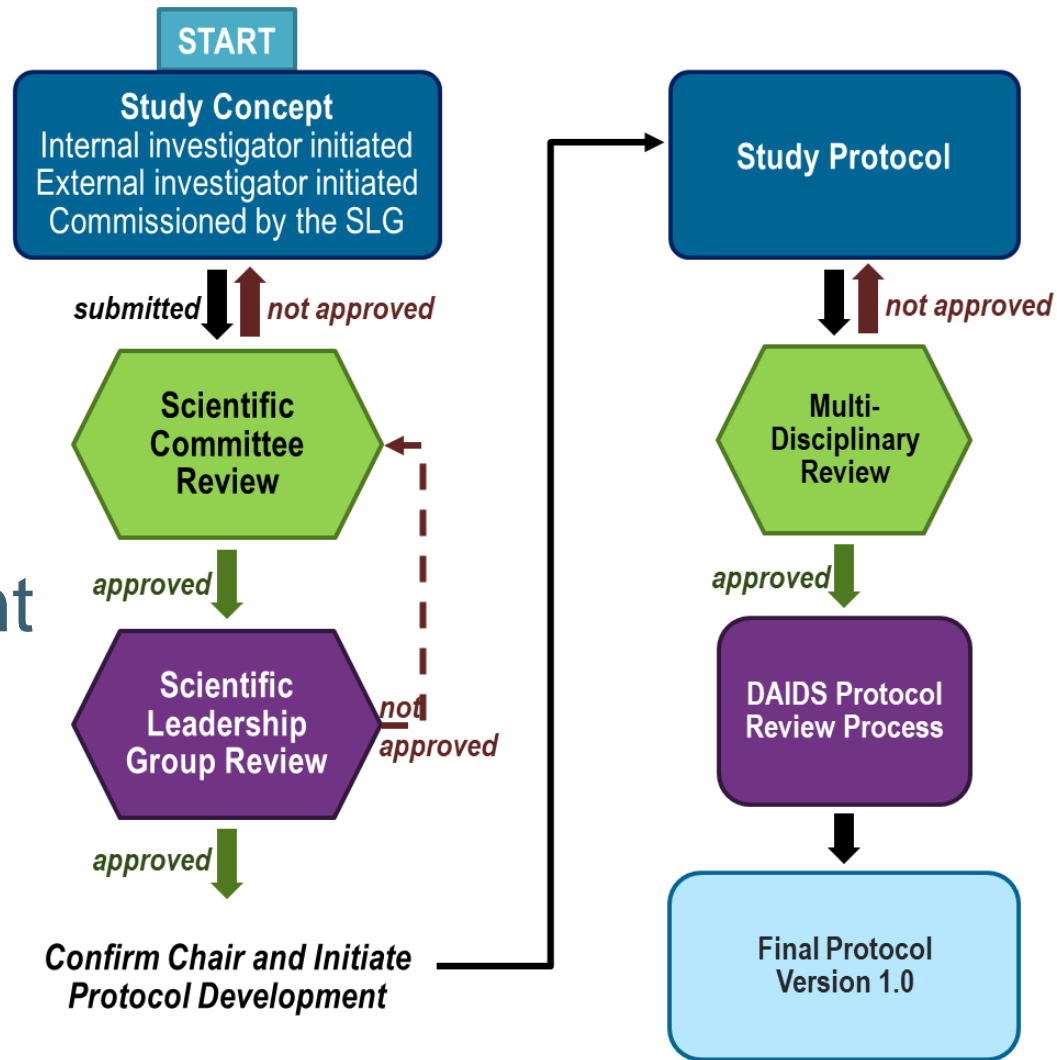 START
Study Concept
Internal investigator initiated
External investigator initiated
Commissioned by the SLG
submitted
not approved
Scientific
Committee
Review
approved
nt
Scientific
Leadership
Group Review
not
approved
approved
Confirm Chair and Initiate
Protocol Development
Study Protocol
not approved
Multi-
Disciplinary
Review
approved
DAIDS Protocol
Review Process
Final Protocol
Version 1.0